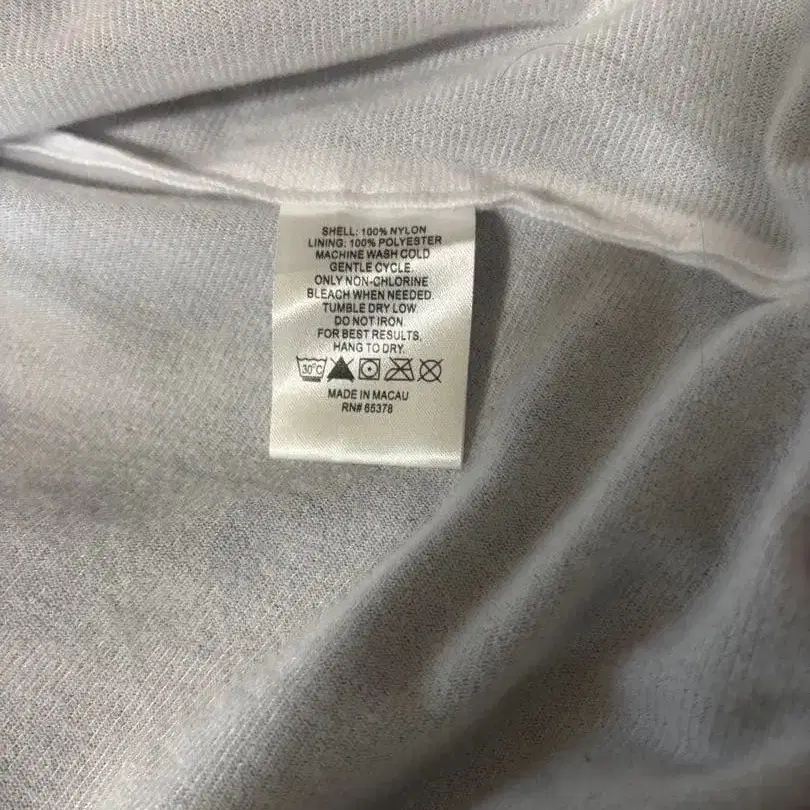 SHELL: 100% NYLON
LINING: 100% POLYESTER
MACHINE WASH COLD
GENTLE CYCLE.
ONLY NON-CHLORINE
BLEACH WHEN NEEDED.
TUMBLE DRY LOW.
DO NOT IRON.
FOR BEST RESULTS,
HANG TO DRY.
30°C
MADE IN MACAU
RN# 65378